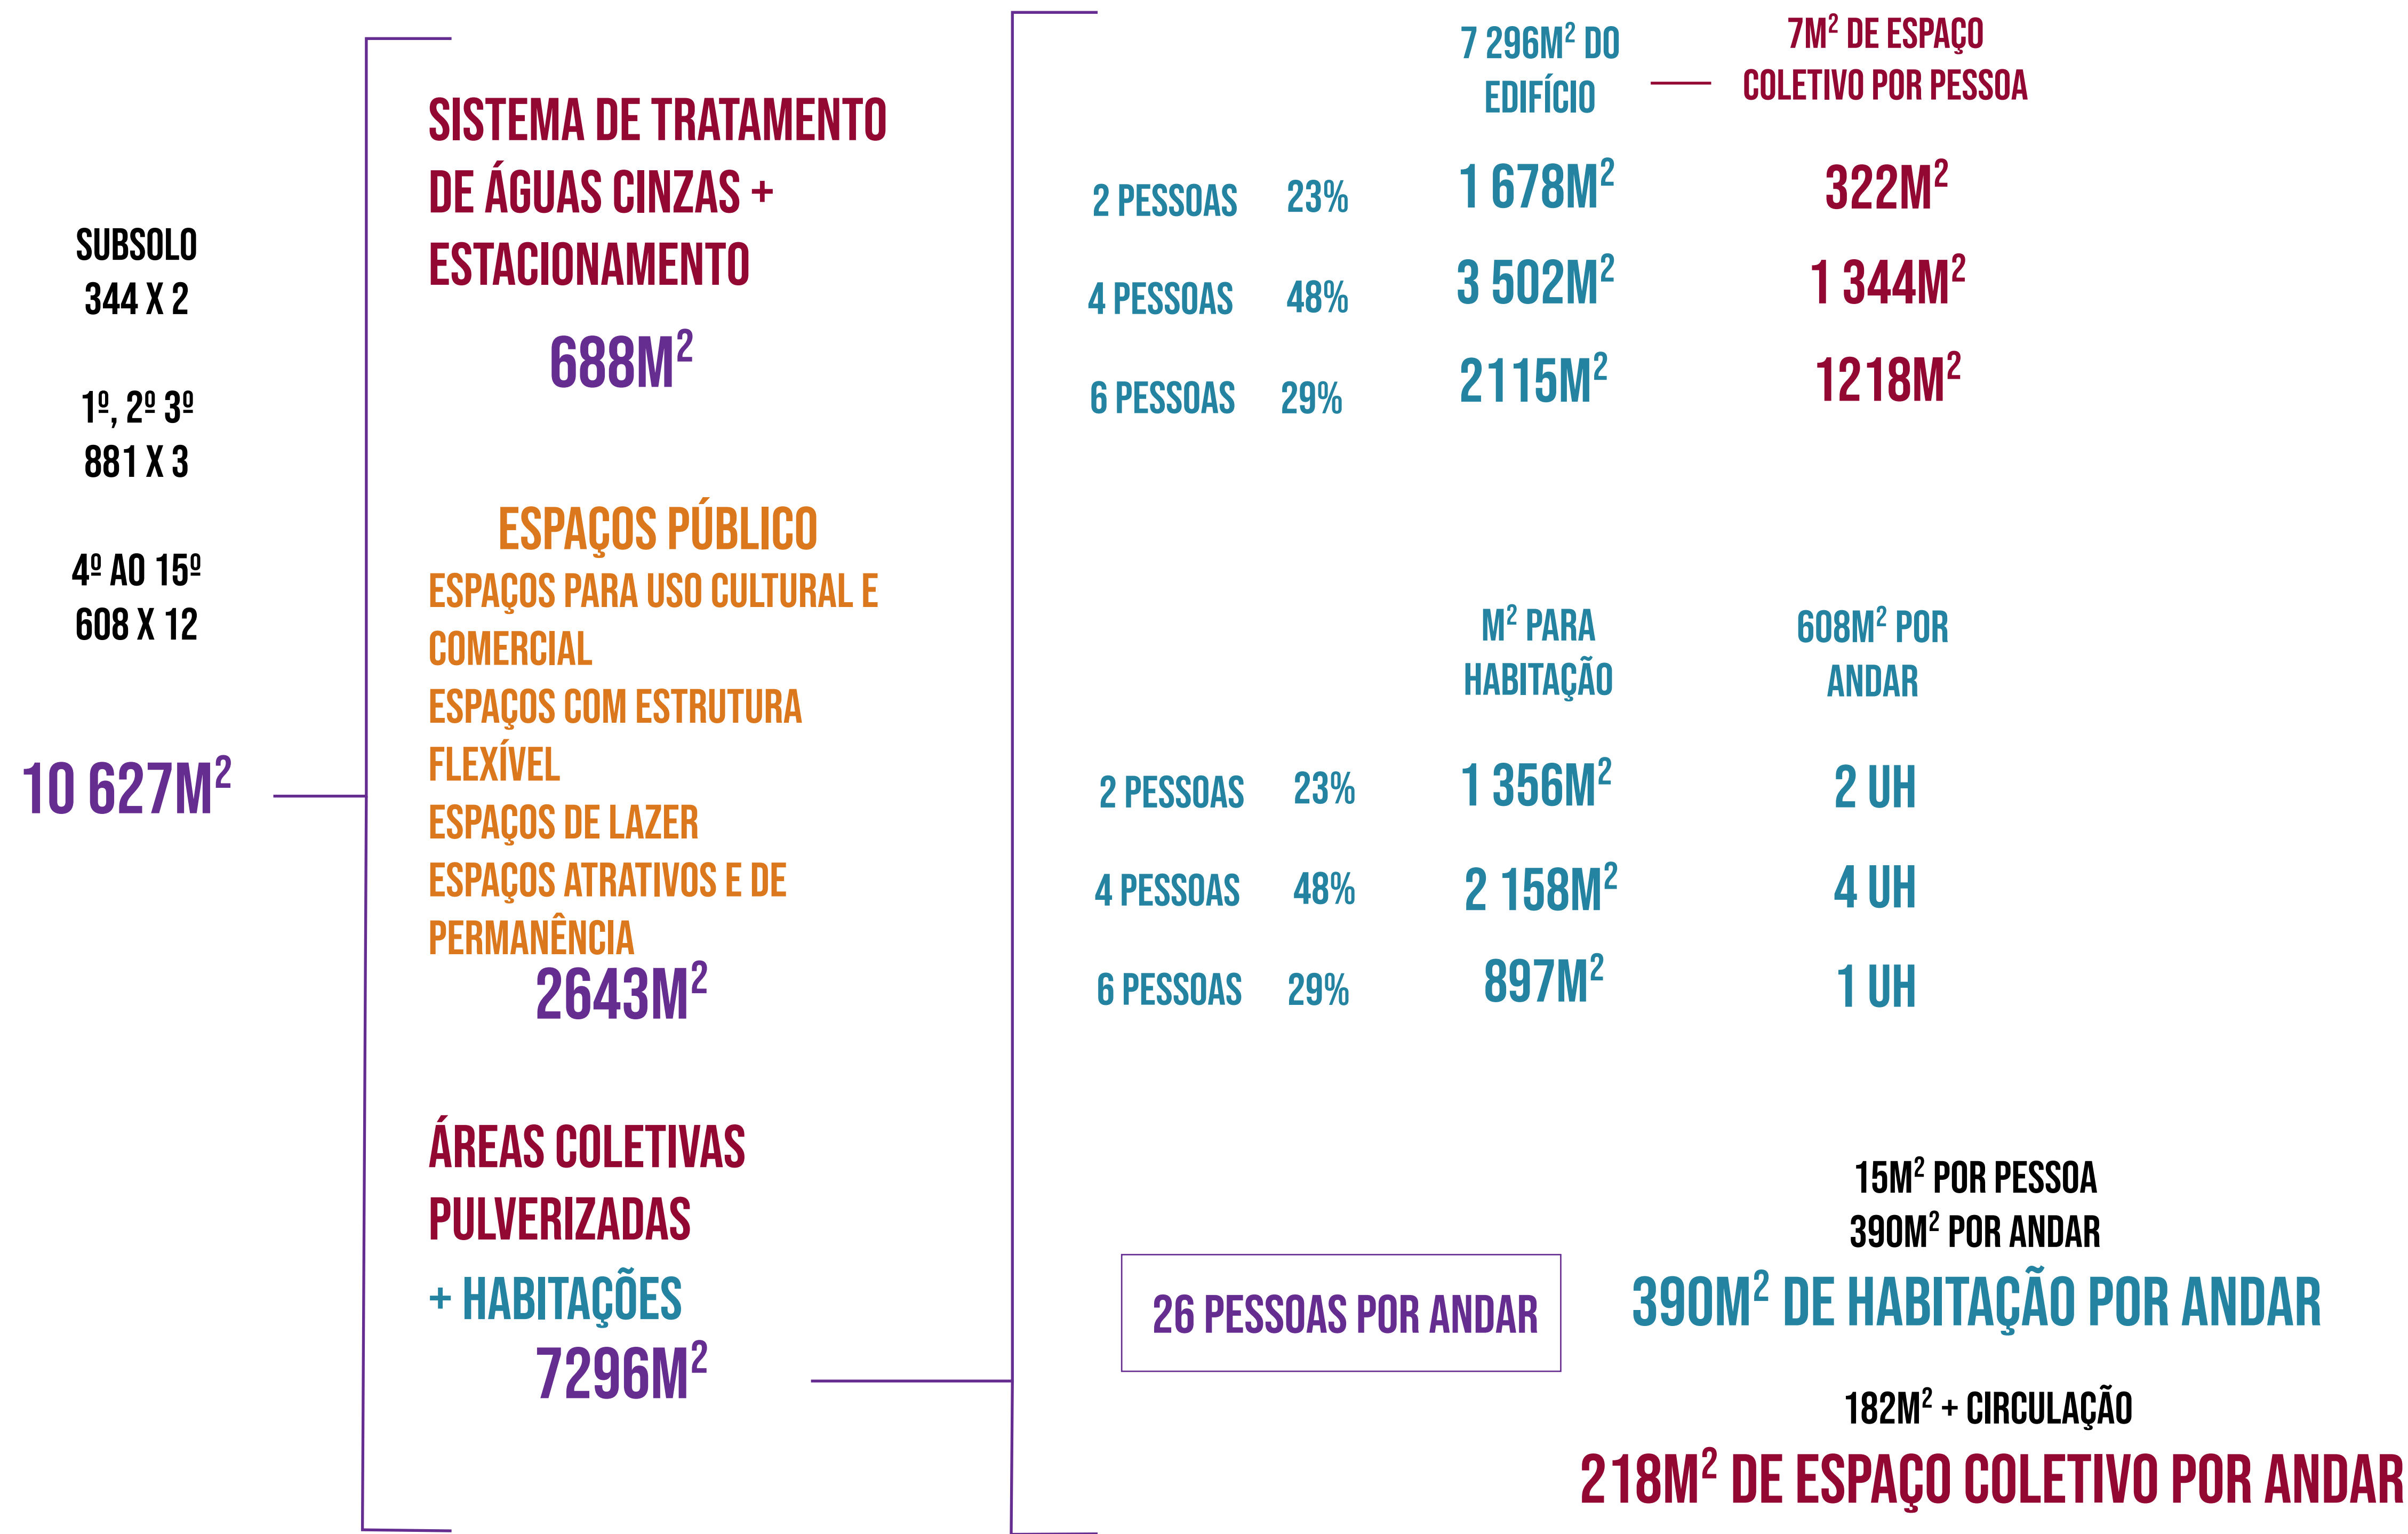 SUBSOLO
344 X 2
1º, 2º 3º
881 X 3
4º AO 15º
608 X 12
10 627M²
SISTEMA DE TRATAMENTO
DE ÁGUAS CINZAS +
ESTACIONAMENTO
688M²
ESPAÇOS PÚBLICO
ESPAÇOS PARA USO CULTURAL E
COMERCIAL
ESPAÇOS COM ESTRUTURA
FLEXÍVEL
ESPAÇOS DE LAZER
ESPAÇOS ATRATIVOS E DE
PERMANÊNCIA
2643M²
ÁREAS COLETIVAS
PULVERIZADAS
+ HABITAÇÕES
7296M²
7 296M² DO
EDIFÍCIO
7M² DE ESPAÇO
COLETIVO POR PESSOA
2 PESSOAS 23% 1 678M² 322M²
4 PESSOAS 48% 3 502M² 1 344M²
6 PESSOAS 29% 2115M² 1218M²
M² PARA
HABITAÇÃO
608M² POR
ANDAR
2 PESSOAS 23% 1 356M² 2 UH
4 PESSOAS 48% 2 158M² 4 UH
6 PESSOAS 29% 897M² 1 UH
26 PESSOAS POR ANDAR
15M² POR PESSOA
390M² POR ANDAR
390M² DE HABITAÇÃO POR ANDAR
182M² + CIRCULAÇÃO
218M² DE ESPAÇO COLETIVO POR ANDAR